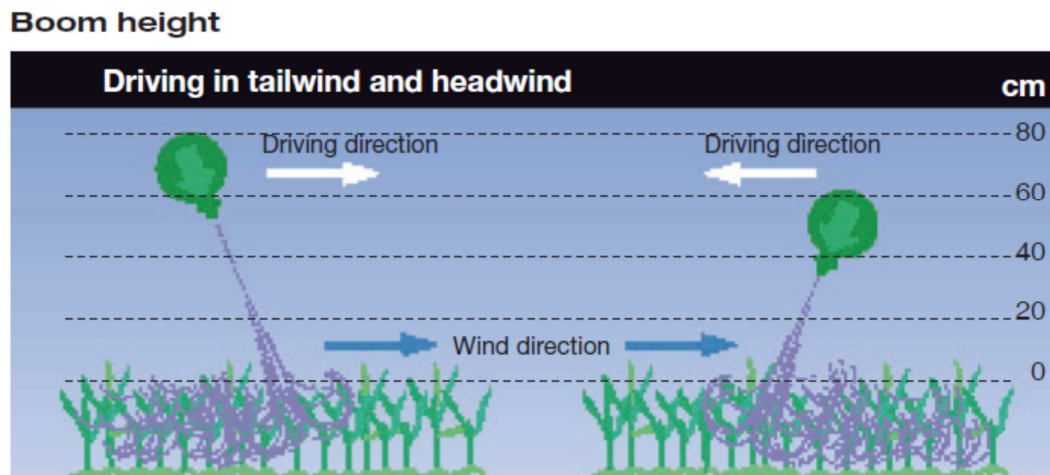 Boom height
Driving in tailwind and headwind cm
Driving direction Driving direction 80
60
40
20
Wind direction
0